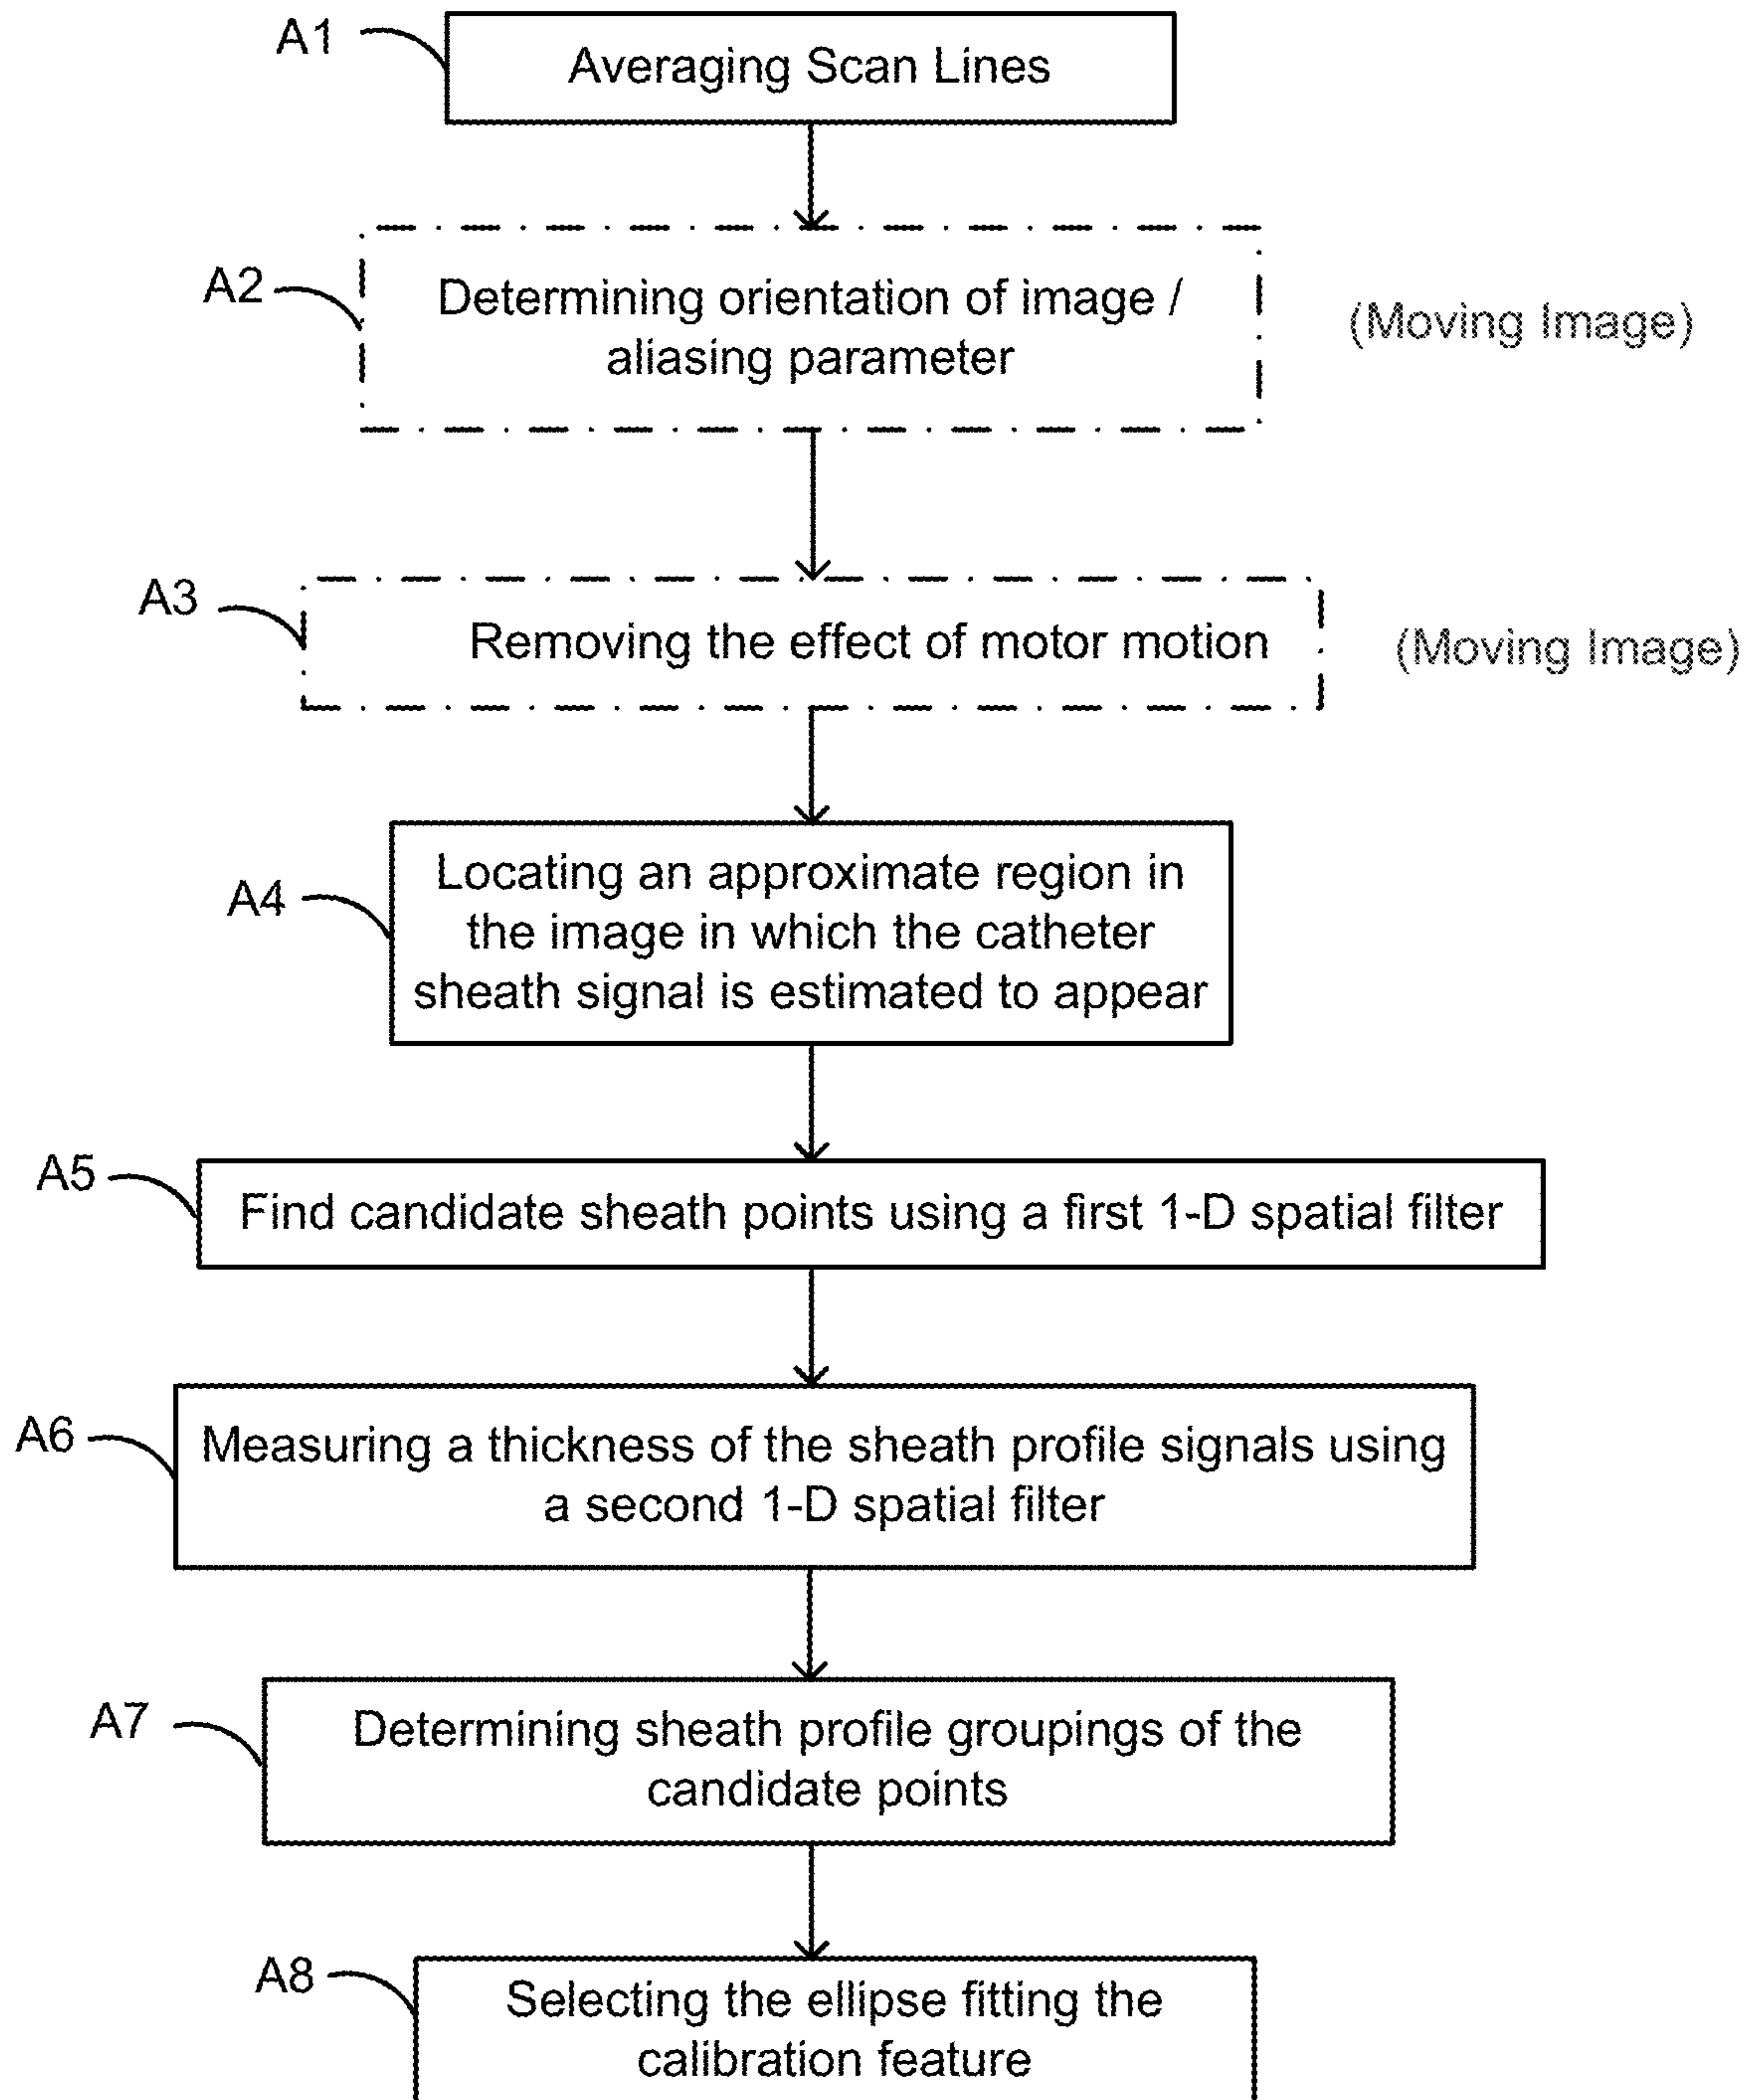 A1
Averaging Scan Lines
A2
Determining orientation of image /
aliasing parameter
(Moving Image)
A3
Removing the effect of motor motion
(Moving Image)
A4
Locating an approximate region in
the image in which the catheter
sheath signal is estimated to appear
A5
Find candidate sheath points using a first 1-D spatial filter
A6
Measuring a thickness of the sheath profile signals using
a second 1-D spatial filter
A7
Determining sheath profile groupings of the
candidate points
A8
Selecting the ellipse fitting the
calibration feature